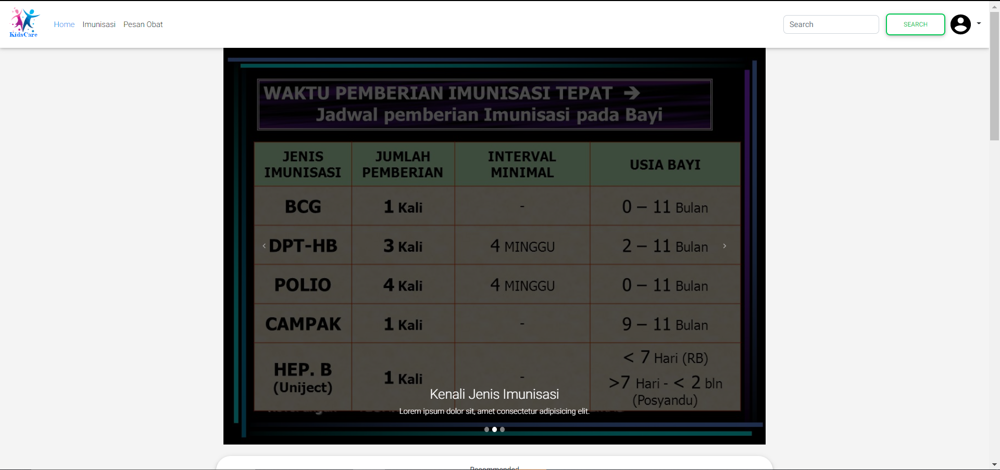 KidsCare
Home Imunisasi Pesan Obat
Search
SEARCH
WAKTU PEMBERIAN IMUNISASI TEPAT ➔
Jadwal pemberian Imunisasi pada Bayi
JENIS IMUNISASI JUMLAH PEMBERIAN INTERVAL MINIMAL USIA BAYI
BCG 1 Kali - 0 – 11 Bulan
DPT-HB 3 Kali 4 MINGGU 2 – 11 Bulan
POLIO 4 Kali 4 MINGGU 0 – 11 Bulan
CAMPAK 1 Kali - 9 – 11 Bulan
HEP. B (Uniject) 1 Kali - < 7 Hari (RB)
>7 Hari - < 2 bln
(Posyandu)
Kenali Jenis Imunisasi
Lorem ipsum dolor sit, amet consectetur adipisicing elit.
Recommended